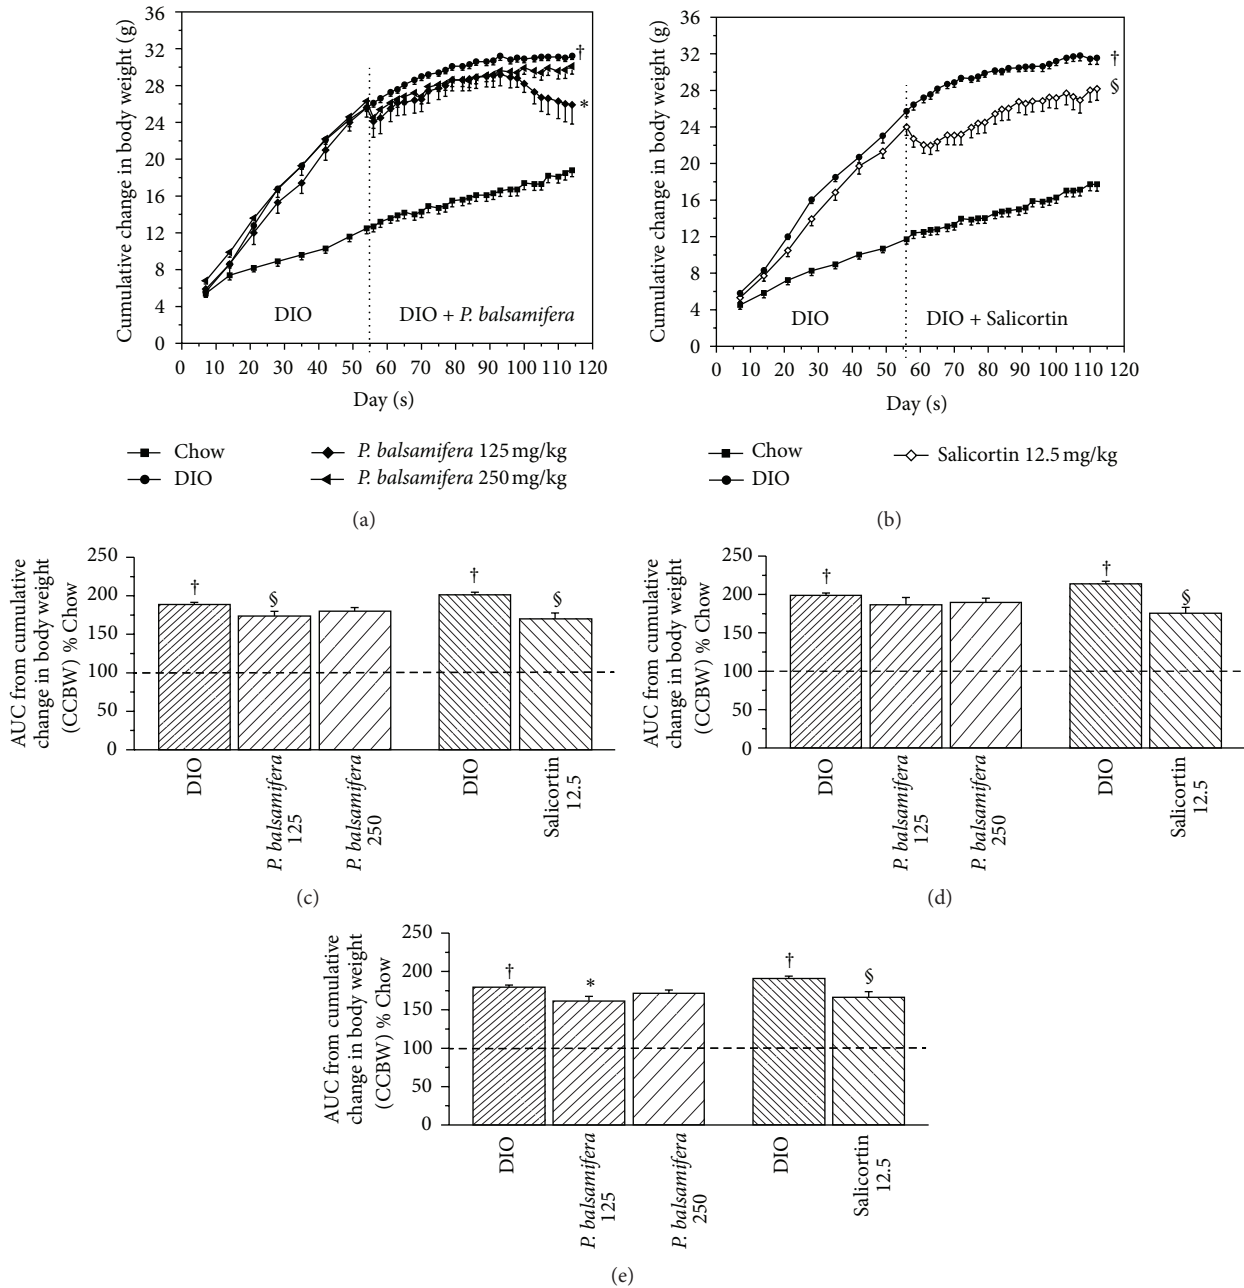 36
32
28
24
20
16
12
8
4
0
Cumulative change in body weight (g)
†
*
DIO
DIO + P. balsamifera
0 10 20 30 40 50 60 70 80 90 100 110 120
Day (s)
Chow
DIO
P. balsamifera 125 mg/kg
P. balsamifera 250 mg/kg
(a)
36
32
28
24
20
16
12
8
4
0
Cumulative change in body weight (g)
†
§
DIO
DIO + Salicortin
0 10 20 30 40 50 60 70 80 90 100 110 120
Day (s)
Chow
DIO
Salicortin 12.5 mg/kg
(b)
AUC from cumulative
change in body weight
(CCBW) % Chow
250
200
150
100
50
0
†
§
†
§
DIO
P. balsamifera
125
P. balsamifera
250
DIO
Salicortin
12.5
(c)
AUC from cumulative
change in body weight
(CCBW) % Chow
250
200
150
100
50
0
†
†
§
DIO
P. balsamifera
125
P. balsamifera
250
DIO
Salicortin
12.5
(d)
AUC from cumulative
change in body weight
(CCBW) % Chow
250
200
150
100
50
0
†
*
†
§
DIO
P. balsamifera
125
P. balsamifera
250
DIO
Salicortin
12.5
(e)